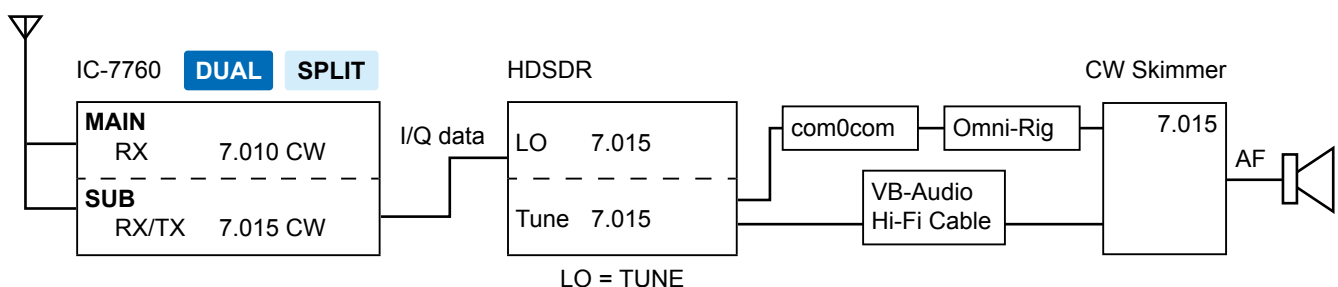 IC-7760 DUAL SPLIT HDSDR CW Skimmer
MAIN
RX 7.010 CW
SUB
RX/TX 7.015 CW
I/Q data
LO 7.015
Tune 7.015
LO = TUNE
com0com
Omni-Rig
VB-Audio
Hi-Fi Cable
7.015
AF